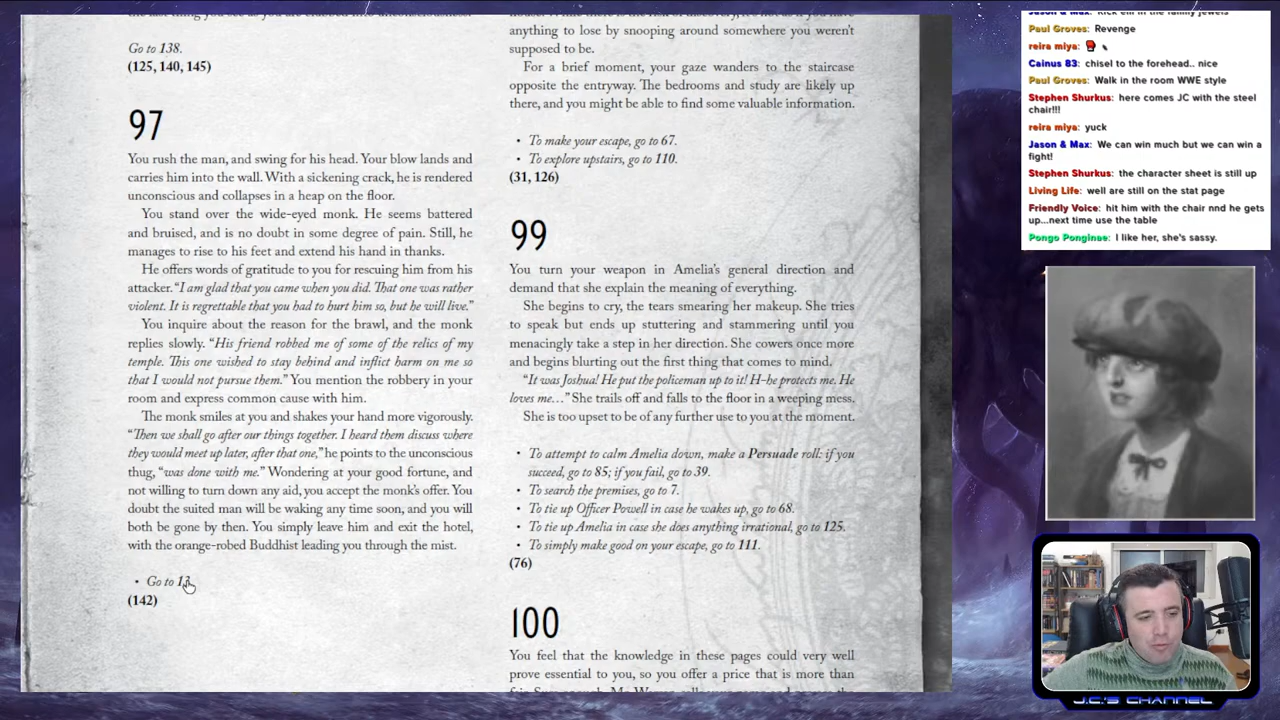 Go to 138.
(125, 140, 145)
97
You rush the man, and swing for his head. Your blow lands and
carries him into the wall. With a sickening crack, he is rendered
unconscious and collapses in a heap on the floor.
You stand over the wide-eyed monk. He seems battered
and bruised, and is no doubt in some degree of pain. Still, he
manages to rise to his feet and extend his hand in thanks.
He offers words of gratitude to you for rescuing him from his
attacker. “I am glad that you came when you did. That one was rather
violent. It is regrettable that you had to hurt him so, but he will live.”
You inquire about the reason for the brawl, and the monk
replies slowly. “His friend robbed me of some of the relics of my
temple. This one wished to stay behind and inflict harm on me so
that I would not pursue them.” You mention the robbery in your
room and express common cause with him.
The monk smiles at you and shakes your hand more vigorously.
“Then we shall go after our things together. I heard them discuss where
they would meet up later, after that one,” he points to the unconscious
thug, “was done with me.” Wondering at your good fortune, and
not willing to turn down any aid, you accept the monk's offer. You
doubt the suited man will be waking any time soon, and you will
both be gone by then. You simply leave him and exit the hotel,
with the orange-robed Buddhist leading you through the mist.
• Go to 13.
(142)
anything to lose by snooping around somewhere you weren't
supposed to be.
For a brief moment, your gaze wanders to the staircase
opposite the entryway. The bedrooms and study are likely up
there, and you might be able to find some valuable information.
• To make your escape, go to 67.
• To explore upstairs, go to 110.
(31, 126)
99
You turn your weapon in Amelia's general direction and
demand that she explain the meaning of everything.
She begins to cry, the tears smearing her makeup. She tries
to speak but ends up stuttering and stammering until you
menacingly take a step in her direction. She cowers once more
and begins blurting out the first thing that comes to mind.
“It was Joshua! He put the policeman up to it! H–he protects me. He
loves me…” She trails off and falls to the floor in a weeping mess.
She is too upset to be of any further use to you at the moment.
• To attempt to calm Amelia down, make a Persuade roll: if you
succeed, go to 85; if you fail, go to 39.
• To search the premises, go to 7.
• To tie up Officer Powell in case he wakes up, go to 68.
• To tie up Amelia in case she does anything irrational, go to 125.
• To simply make good on your escape, go to 111.
(76)
100
You feel that the knowledge in these pages could very well
prove essential to you, so you offer a price that is more than
Paul Groves: Revenge
reira miya:
Cainus 83: chisel to the forehead.. nice
Paul Groves: Walk in the room WWE style
Stephen Shurkus: here comes JC with the steel
chair!!!
reira miya: yuck
Jason & Max: We can win much but we can win a
fight!
Stephen Shurkus: the character sheet is still up
Living Life: well are still on the stat page
Friendly Voice: hit him with the chair nnd he gets
up...next time use the table
Pongo Ponginae: I like her, she's sassy.
J.C.'S CHANNEL